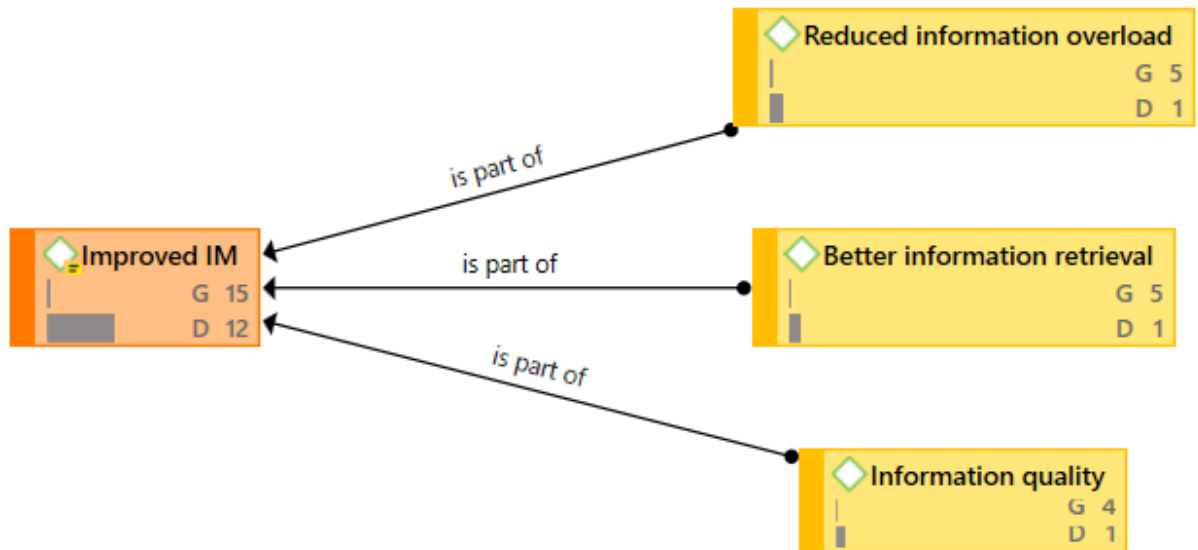 Reduced information overload
G 5
D 1
is part of
Improved IM
G 15
D 12
is part of
Better information retrieval
G 5
D 1
is part of
Information quality
G 4
D 1